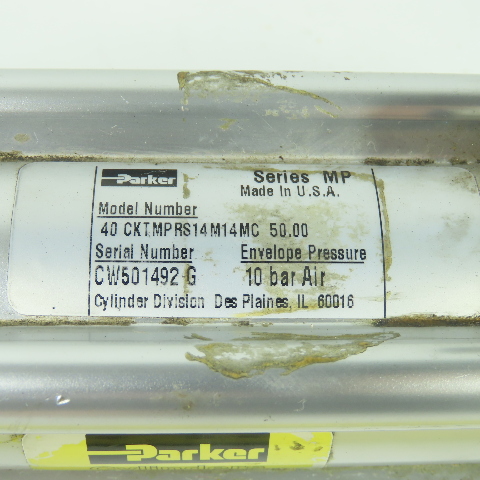 Parker Series MP
Made In U.S.A.
Model Number
40 CKTMPRS14M14MC 50.00
Serial Number Envelope Pressure
CW501492 G 10 bar Air
Cylinder Division Des Plaines, IL 60016
Parker